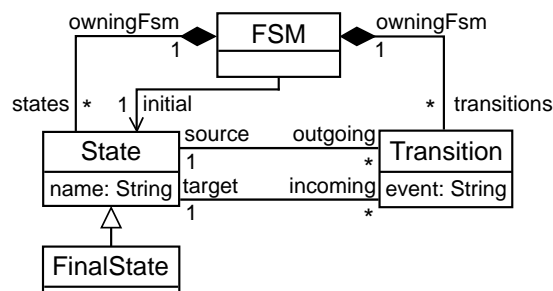 owningFsm FSM owningFsm
1 1
states * 1 initial * transitions
State source outgoing Transition
1 *
name: String target incoming event: String
1 *
FinalState